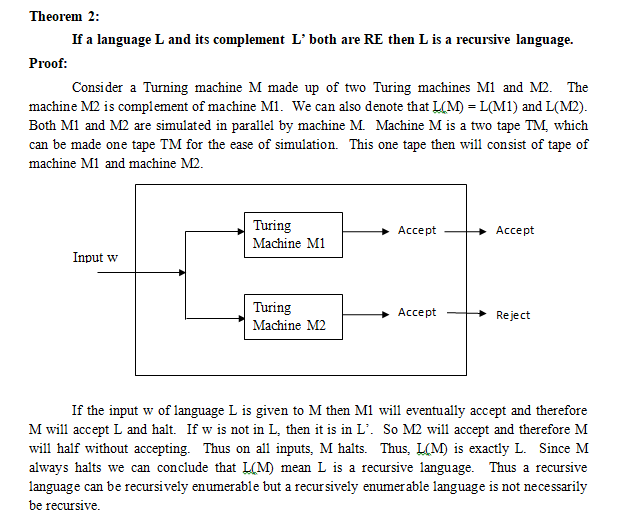 Theorem 2:
If a language L and its complement L’ both are RE then L is a recursive language.
Proof:
Consider a Turning machine M made up of two Turing machines M1 and M2. The
machine M2 is complement of machine M1. We can also denote that L(M) = L(M1) and L(M2).
Both M1 and M2 are simulated in parallel by machine M. Machine M is a two tape TM, which
can be made one tape TM for the ease of simulation. This one tape then will consist of tape of
machine M1 and machine M2.
Turing
Machine M1
Accept
Accept
Input w
Turing
Machine M2
Accept
Reject
If the input w of language L is given to M then M1 will eventually accept and therefore
M will accept L and halt. If w is not in L, then it is in L’. So M2 will accept and therefore M
will half without accepting. Thus on all inputs, M halts. Thus, L(M) is exactly L. Since M
always halts we can conclude that L(M) mean L is a recursive language. Thus a recursive
language can be recursively enumerable but a recursively enumerable language is not necessarily
be recursive.